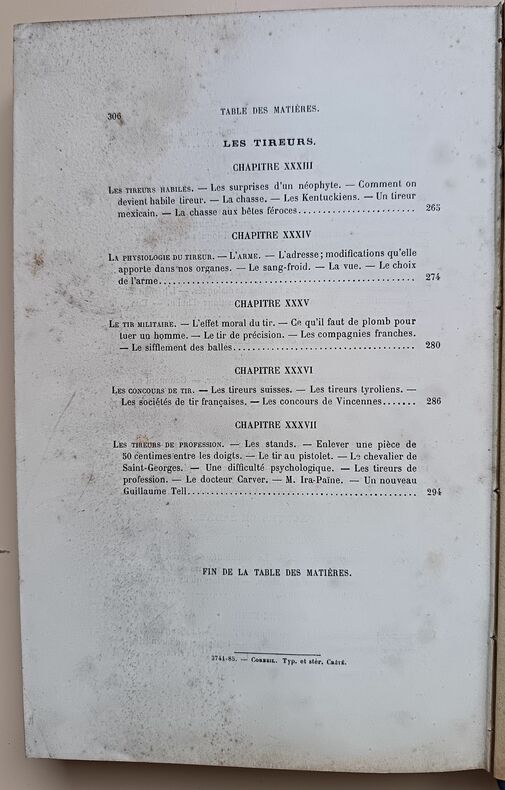 306
TABLE DES MATIÈRES.
LES TIREURS.
CHAPITRE XXXIII
Les tireurs habiles. — Les surprises d'un néophyte. — Comment on
devient habile tireur. — La chasse. — Les Kentuckiens. — Un tireur
mexicain. — La chasse aux bêtes féroces........................ 265
CHAPITRE XXXIV
La physiologie du tireur. — L'arme. — L'adresse; modifications qu'elle
apporte dans nos organes. — Le sang-froid. — La vue. — Le choix
de l'arme.................................................... 274
CHAPITRE XXXV
Le tir militaire. — L'effet moral du tir. — Ce qu'il faut de plomb pour
tuer un homme. — Le tir de précision. — Les compagnies franches.
— Le sifflement des balles..................................... 280
CHAPITRE XXXVI
Les concours de tir. — Les tireurs suisses. — Les tireurs tyroliens. —
Les sociétés de tir françaises. — Les concours de Vincennes....... 286
CHAPITRE XXXVII
Les tireurs de profession. — Les stands. — Enlever une pièce de
50 centimes entre les doigts. — Le tir au pistolet. — Le chevalier de
Saint-Georges. — Une difficulté psychologique. — Les tireurs de
profession. — Le docteur Carver. — M. Ira-Païne. — Un nouveau
Guillaume Tell............................................... 294
FIN DE LA TABLE DES MATIÈRES.
3741-85. — Corbeil. Typ. et stér. Crété.